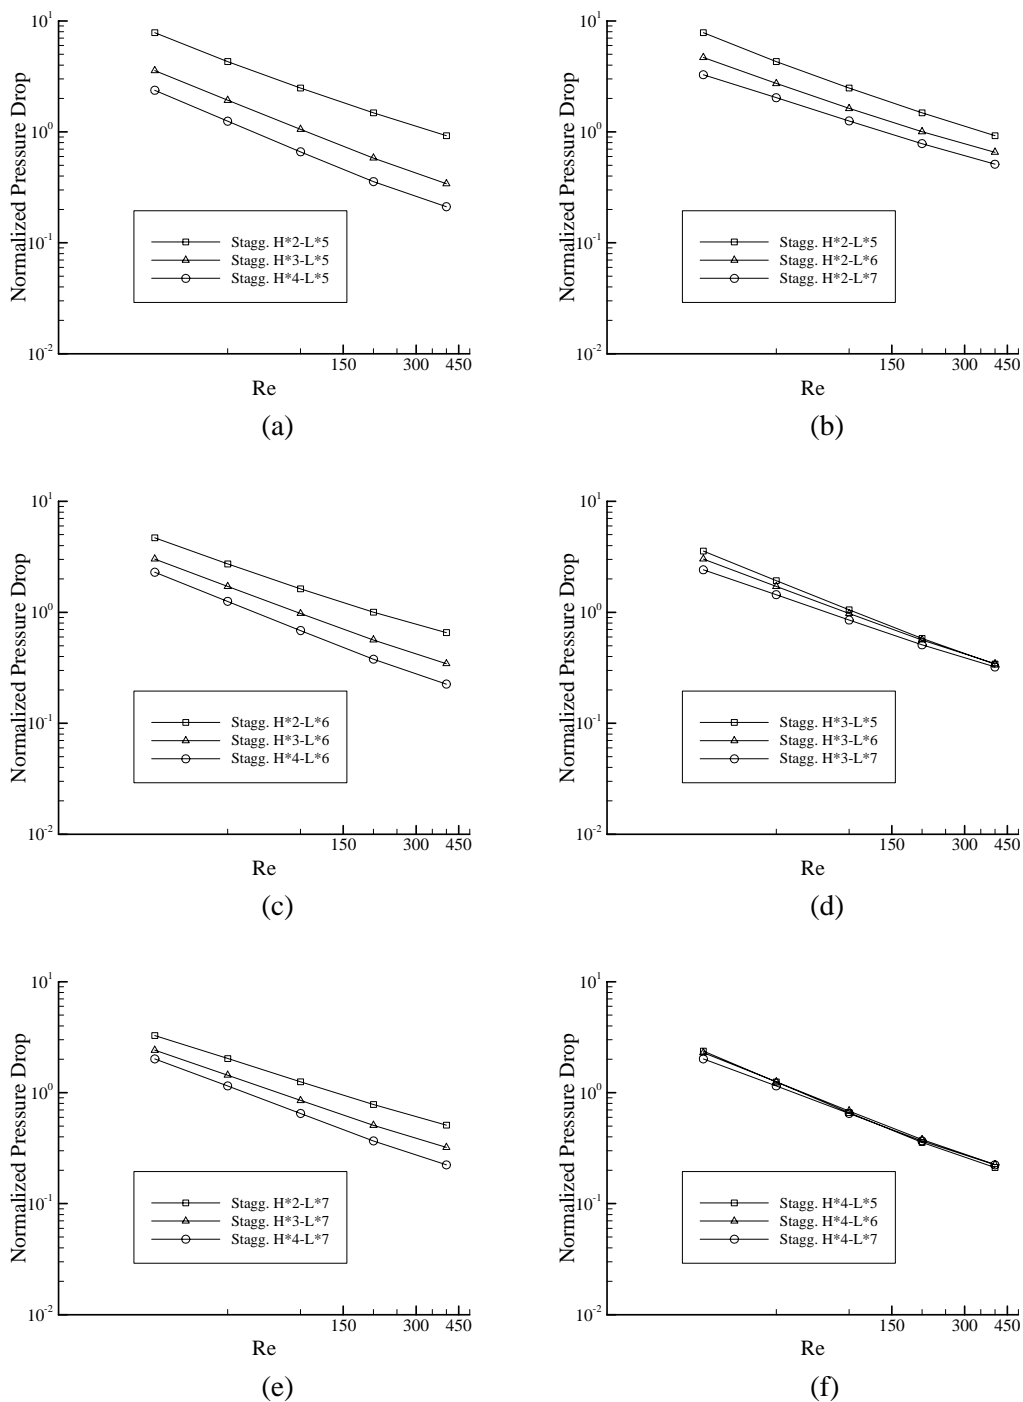 10¹
10⁰
10⁻¹
10⁻²
Normalized Pressure Drop
Stagg. H*2-L*5
Stagg. H*3-L*5
Stagg. H*4-L*5
150 300 450
Re
(a)
10¹
10⁰
10⁻¹
10⁻²
Normalized Pressure Drop
Stagg. H*2-L*5
Stagg. H*2-L*6
Stagg. H*2-L*7
150 300 450
Re
(b)
10¹
10⁰
10⁻¹
10⁻²
Normalized Pressure Drop
Stagg. H*2-L*6
Stagg. H*3-L*6
Stagg. H*4-L*6
150 300 450
Re
(c)
10¹
10⁰
10⁻¹
10⁻²
Normalized Pressure Drop
Stagg. H*3-L*5
Stagg. H*3-L*6
Stagg. H*3-L*7
150 300 450
Re
(d)
10¹
10⁰
10⁻¹
10⁻²
Normalized Pressure Drop
Stagg. H*2-L*7
Stagg. H*3-L*7
Stagg. H*4-L*7
150 300 450
Re
(e)
10¹
10⁰
10⁻¹
10⁻²
Normalized Pressure Drop
Stagg. H*4-L*5
Stagg. H*4-L*6
Stagg. H*4-L*7
150 300 450
Re
(f)